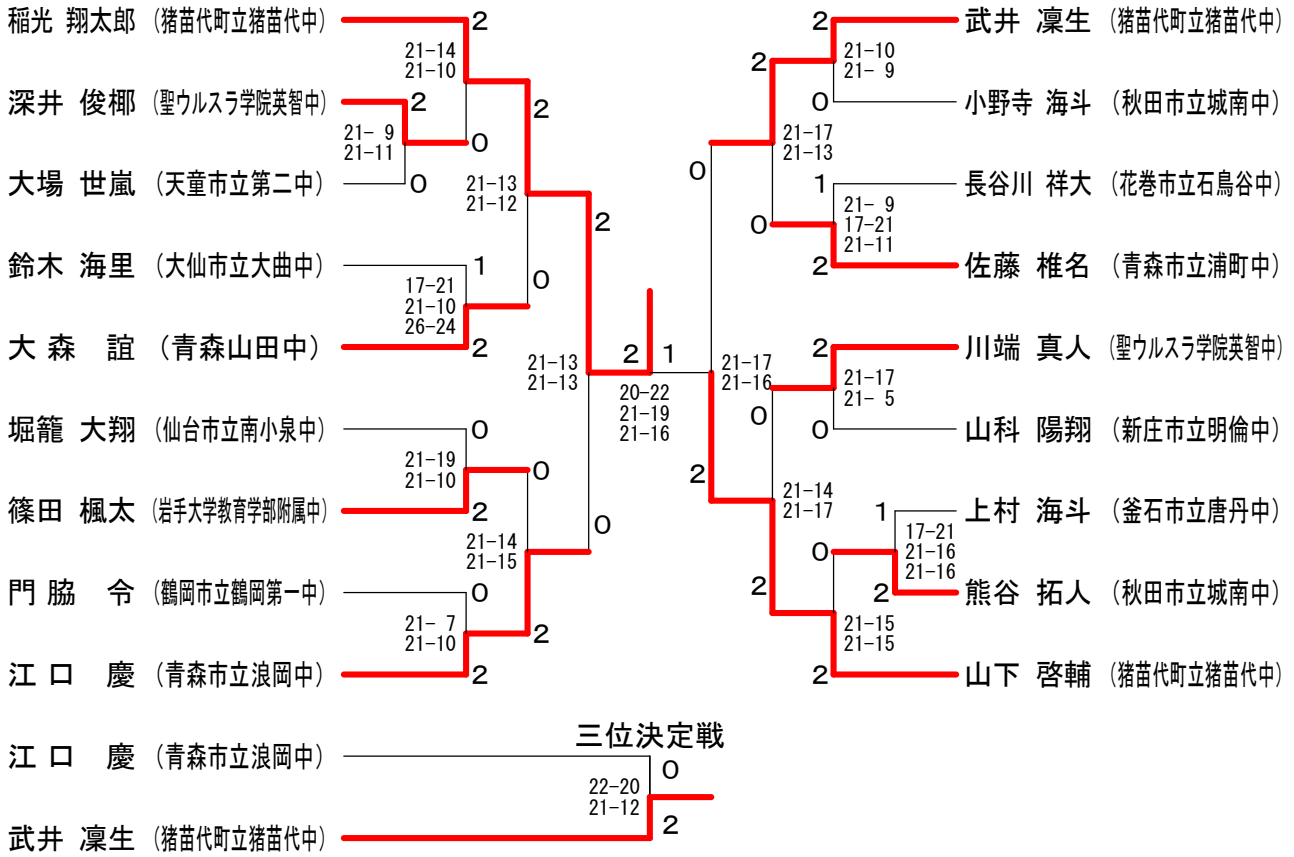 稲光 翔太郎 (猪苗代町立猪苗代中) 2 2 武井 凜生 (猪苗代町立猪苗代中)
21-14 2 21-10
21-10 21- 9
深井 俊椰 (聖ウルスラ学院英智中) 2 2 0 小野寺 海斗 (秋田市立城南中)
21- 9 0 21-17
21-11 21-13
大場 世嵐 (天童市立第二中) 0 21-13 0 1 長谷川 祥大 (花巻市立石鳥谷中)
21-12 21- 9
2 0 17-21
21-11
鈴木 海里 (大仙市立大曲中) 1 0 2 佐藤 椎名 (青森市立浦町中)
17-21
21-10
26-24
大森 誼 (青森山田中) 2 21-13 2 1 21-17 2 川端 真人 (聖ウルスラ学院英智中)
21-13 21-16 21-17
20-22 0 21- 5
21-19
21-16
堀籠 大翔 (仙台市立南小泉中) 0 0 山科 陽翔 (新庄市立明倫中)
21-19 0 2
21-10 21-14
篠田 楓太 (岩手大学教育学部附属中) 2 0 21-17 1 上村 海斗 (釜石市立唐丹中)
21-14 0 17-21
21-15 21-16
21-16
門脇 令 (鶴岡市立鶴岡第一中) 0 2 2 熊谷 拓人 (秋田市立城南中)
21- 7 2 21-15
21-10 21-15
江口 慶 (青森市立浪岡中) 2 2 山下 啓輔 (猪苗代町立猪苗代中)
三位決定戦
江口 慶 (青森市立浪岡中) 0
22-20
21-12
武井 凜生 (猪苗代町立猪苗代中) 2